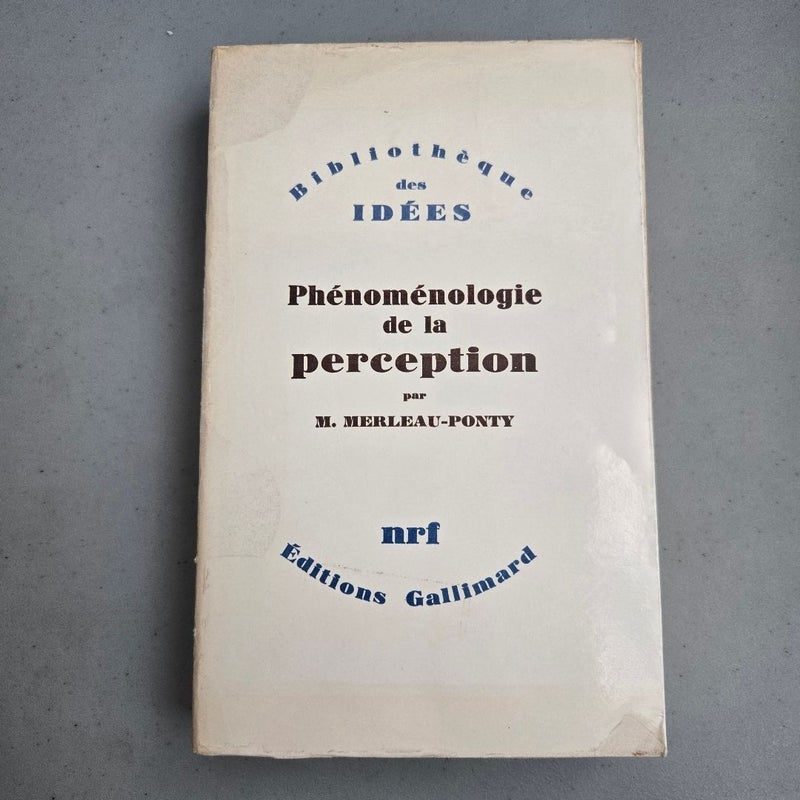 Bibliothèque
des
IDÉES
Phénoménologie
de la
perception
par
M. MERLEAU-PONTY
nrf
Éditions Gallimard